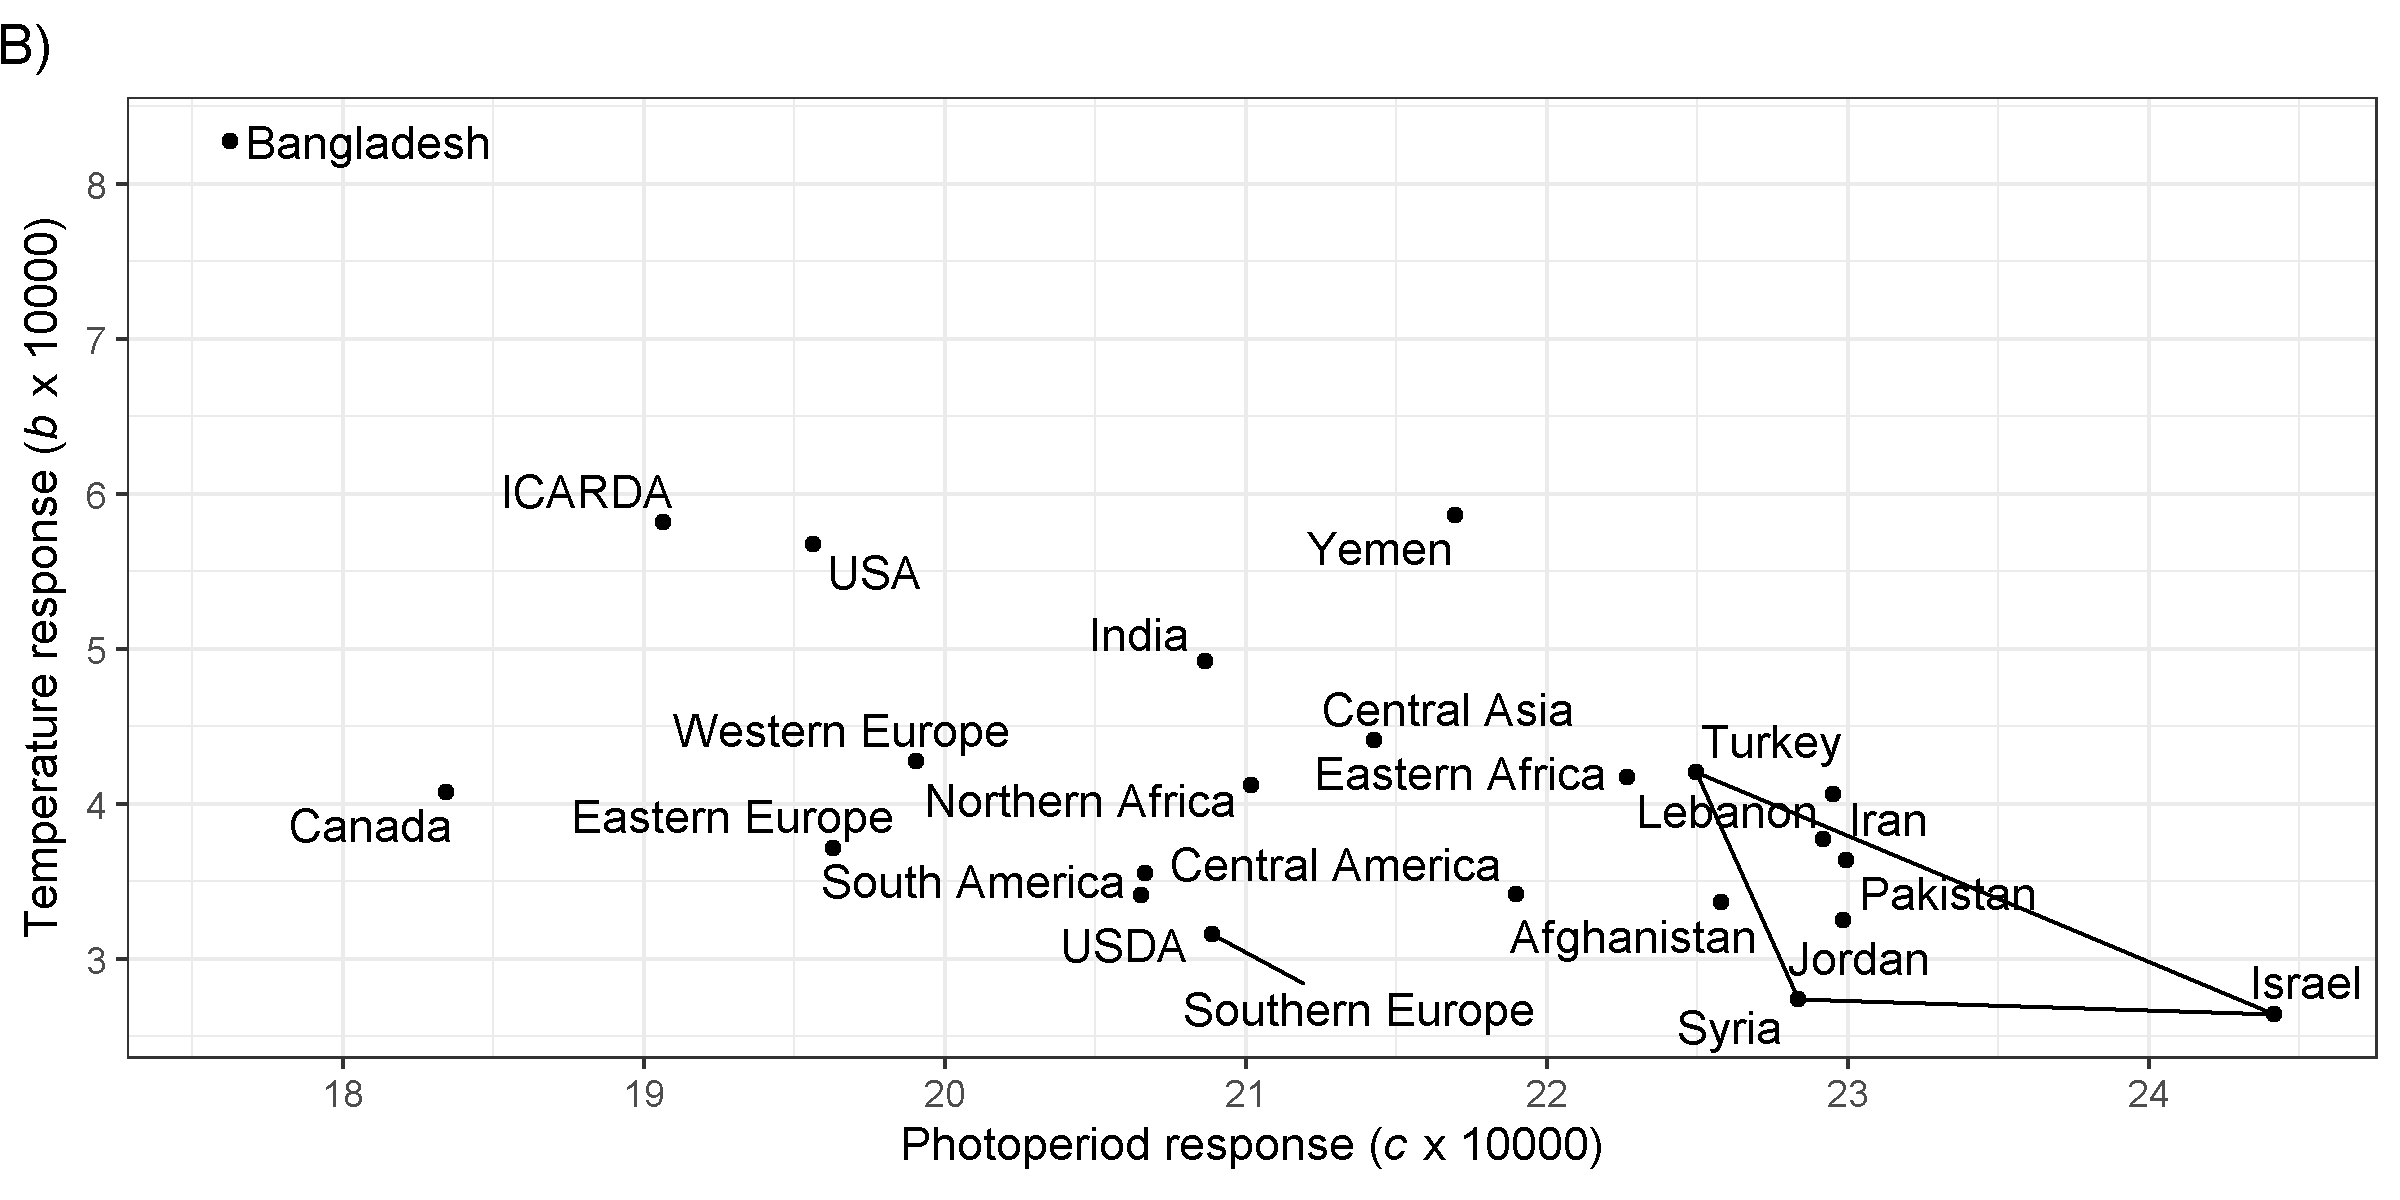 B)
Bangladesh
8
7
ICARDA
6
USA
Yemen
India
5
Central Asia
Western Europe
Turkey
Eastern Africa
Northern Africa
4
Lebanon
Iran
Canada
Eastern Europe
Central America
South America
Pakistan
Afghanistan
USDA
Jordan
3
Israel
Southern Europe
Syria
Temperature response (b x 10000)
18 19 20 21 22 23 24
Photoperiod response (c x 10000)